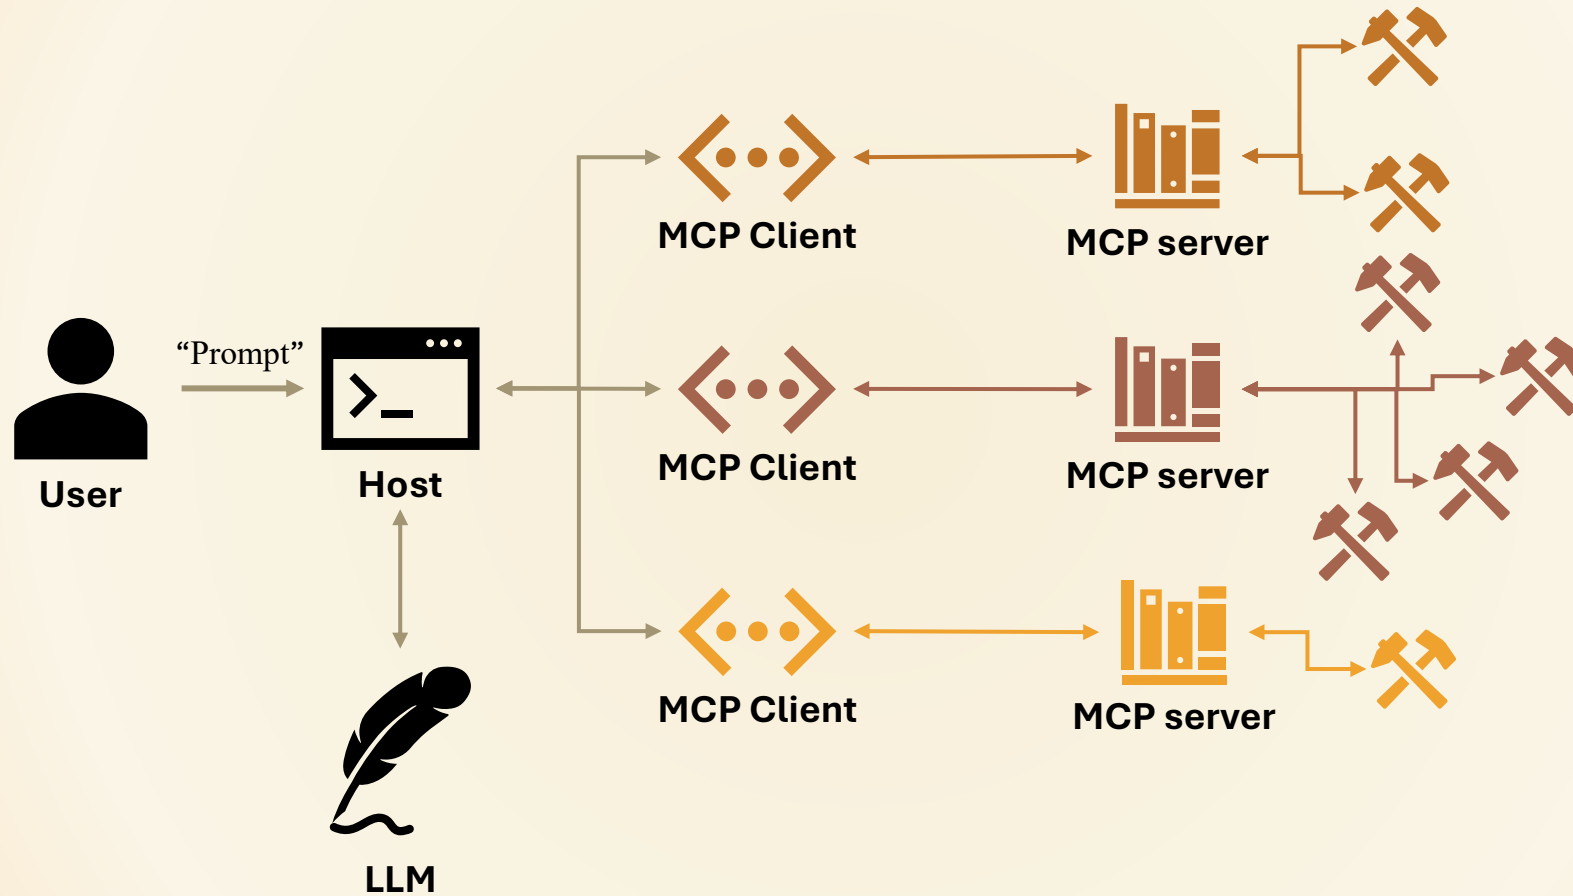 MCP Client
MCP server
“Prompt”
User
Host
MCP Client
MCP server
MCP Client
MCP server
LLM